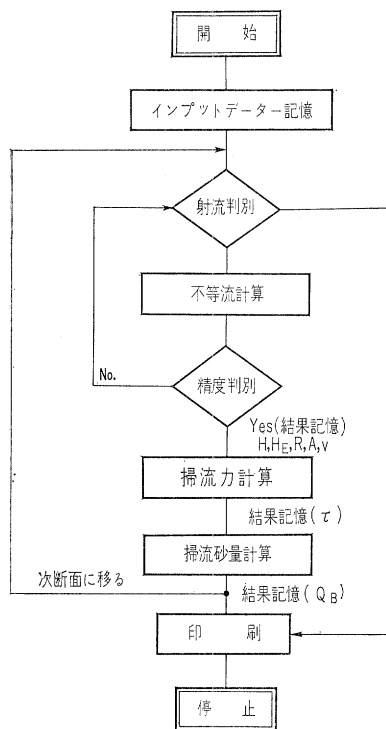 開 始
インプットデーター記憶
射流判別
不等流計算
No.
精度判別
Yes(結果記憶)
H,HE,R,A,v
掃流力計算
結果記憶(τ)
掃流砂量計算
次断面に移る
結果記憶(QB)
印 刷
停 止